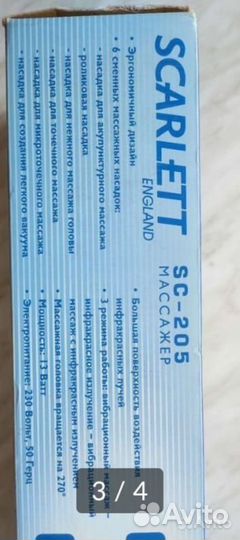 SCARLETT
ENGLAND
SC-205
МАССАЖЕР
• Эргономичный дизайн
• 6 сменных массажных насадок:
- насадка для акупунктурного массажа
- роликовая насадка
- насадка для нежного массажа головы
- насадка для точечного массажа
- насадка для микроточечного массажа
- насадка для создания легкого вакуума
• Большая поверхность воздействия
инфракрасных лучей
• 3 режима работы: вибрационный
инфракрасное излучение – вибрационный
массаж с инфракрасным излучением
• Массажная головка вращается на 270°
• Мощность: 13 Ватт
Электропитание: 230 Вольт, 50 Герц
3 / 4
Avito